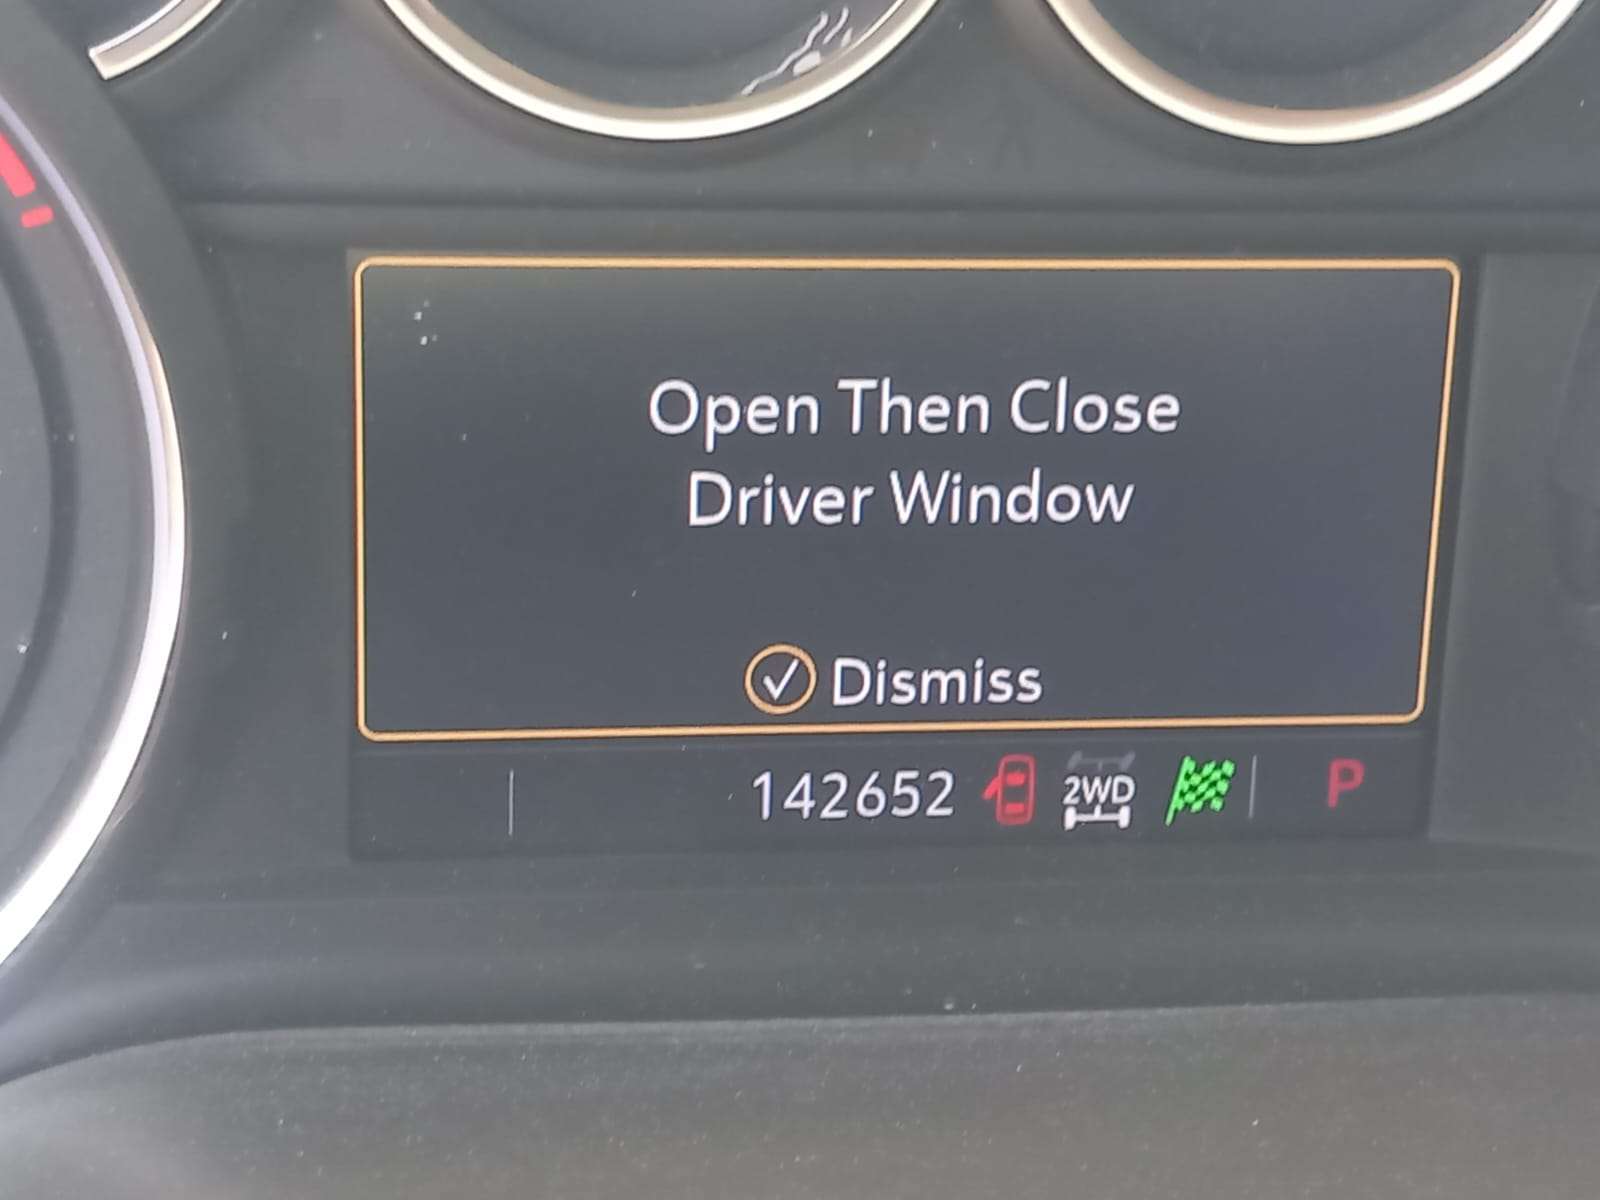 Open Then Close
Driver Window
Dismiss
142652 2WD P